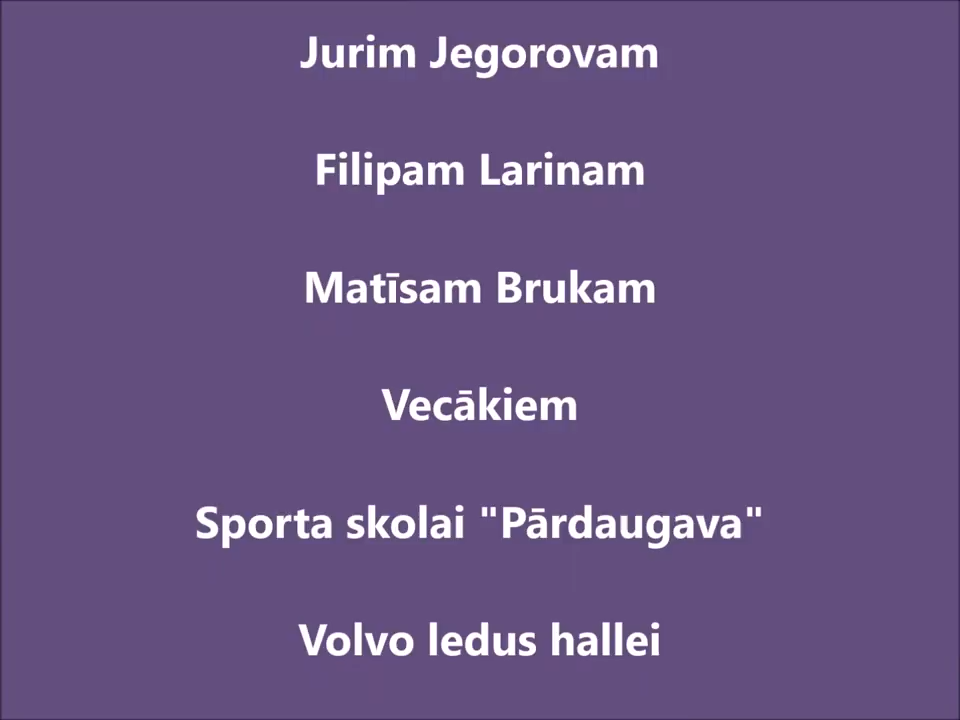 Jurim Jegorovam
Filipam Larinam
Matīsam Brukam
Vecākiem
Sporta skolai "Pārdaugava"
Volvo ledus hallei